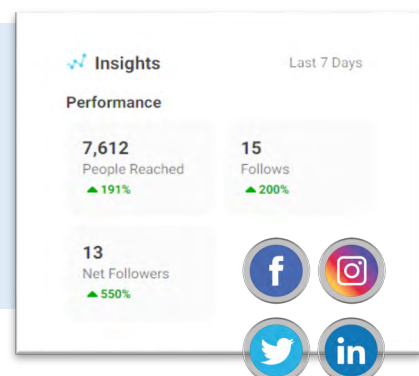 Insights
Last 7 Days
Performance
7,612
People Reached
191%
15
Follows
200%
13
Net Followers
550%